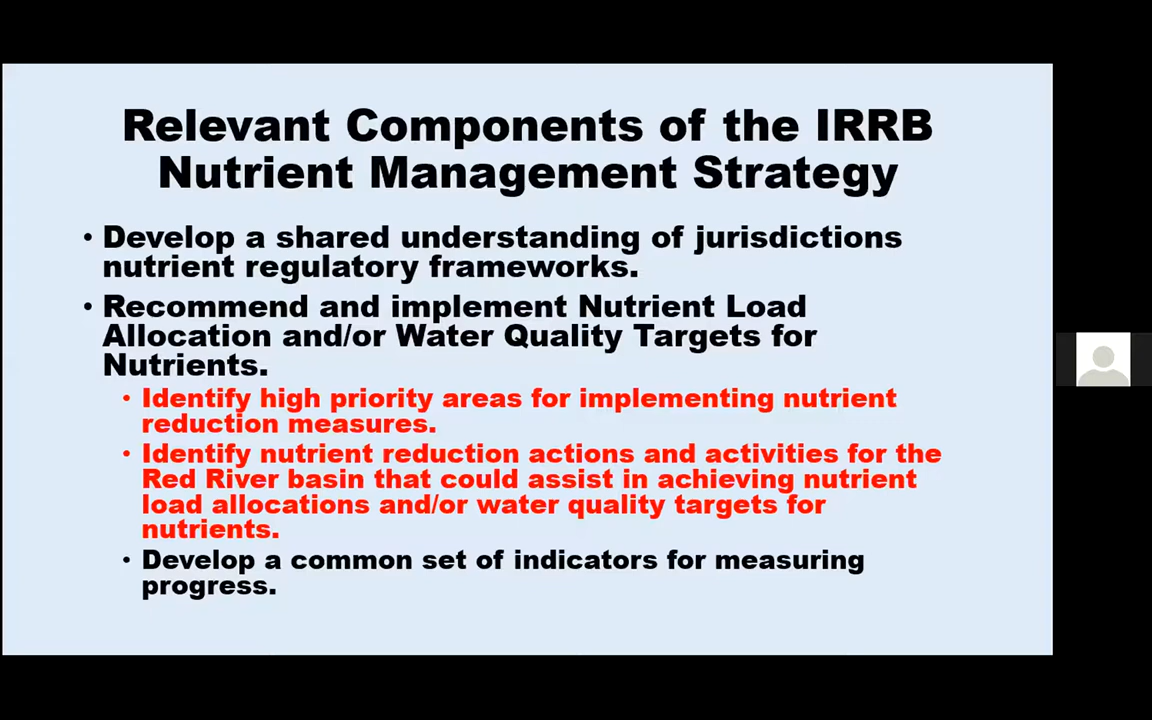 Relevant Components of the IRRB
Nutrient Management Strategy
• Develop a shared understanding of jurisdictions
nutrient regulatory frameworks.
• Recommend and implement Nutrient Load
Allocation and/or Water Quality Targets for
Nutrients.
• Identify high priority areas for implementing nutrient
reduction measures.
• Identify nutrient reduction actions and activities for the
Red River basin that could assist in achieving nutrient
load allocations and/or water quality targets for
nutrients.
• Develop a common set of indicators for measuring
progress.